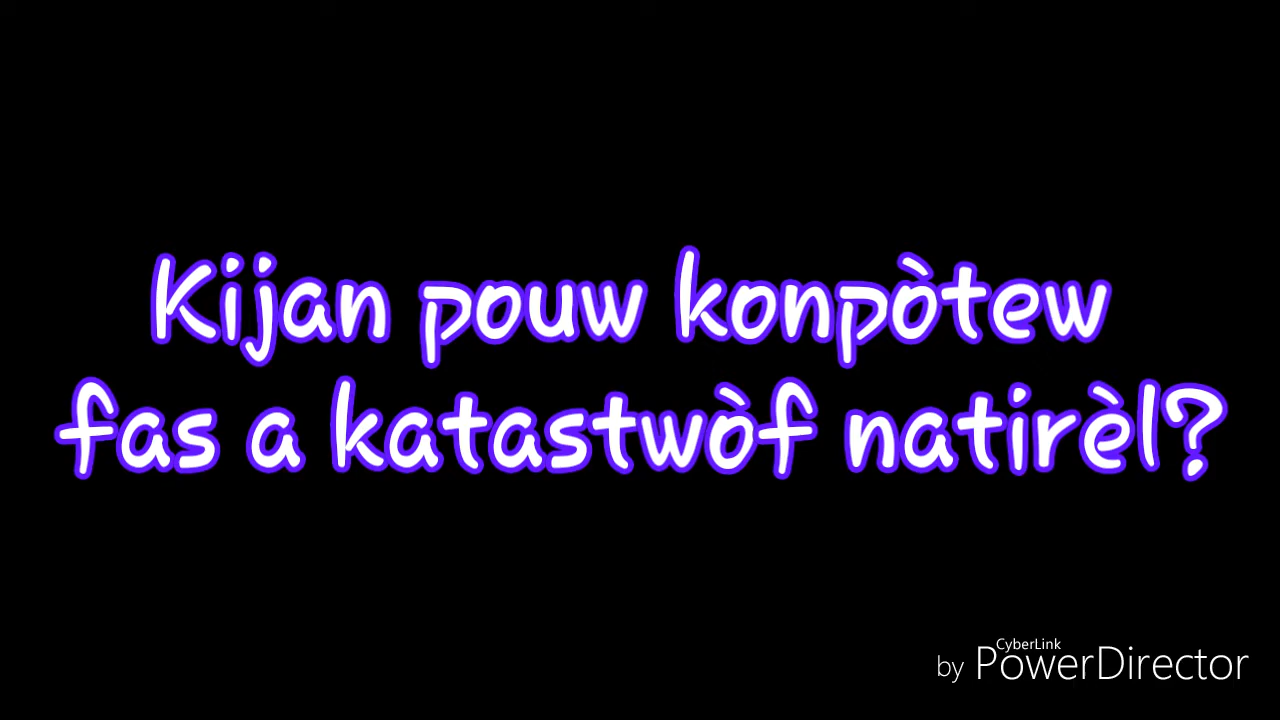 Kijan pouw konpòtew
fas a katastwòf natirèl?
CyberLink
by PowerDirector